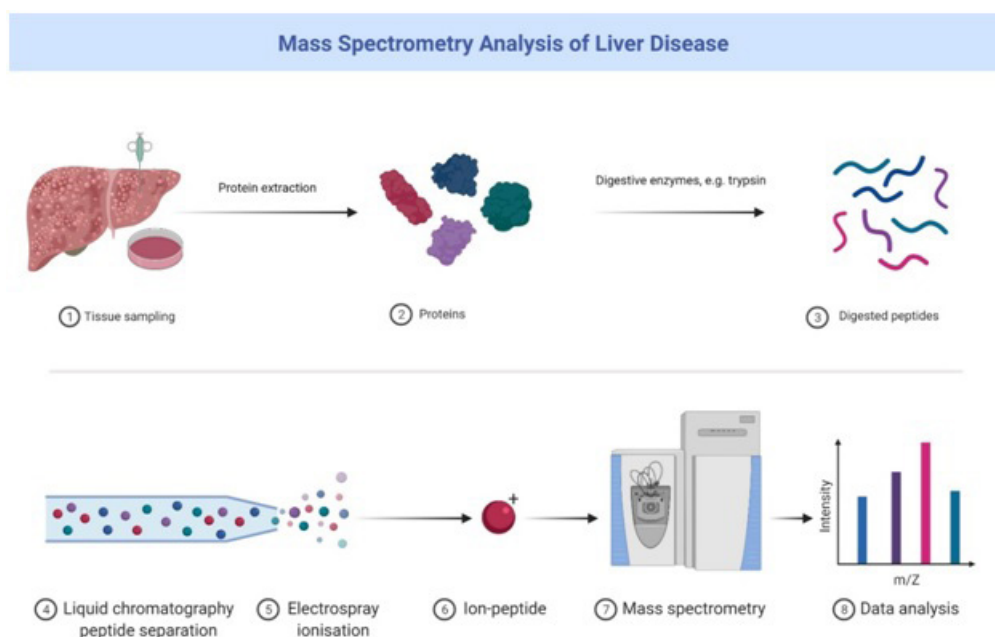 Mass Spectrometry Analysis of Liver Disease
Protein extraction
Digestive enzymes, e.g. trypsin
1 Tissue sampling
2 Proteins
3 Digested peptides
+
Intensity
m/Z
4 Liquid chromatography
peptide separation
5 Electrospray
ionisation
6 Ion-peptide
7 Mass spectrometry
8 Data analysis